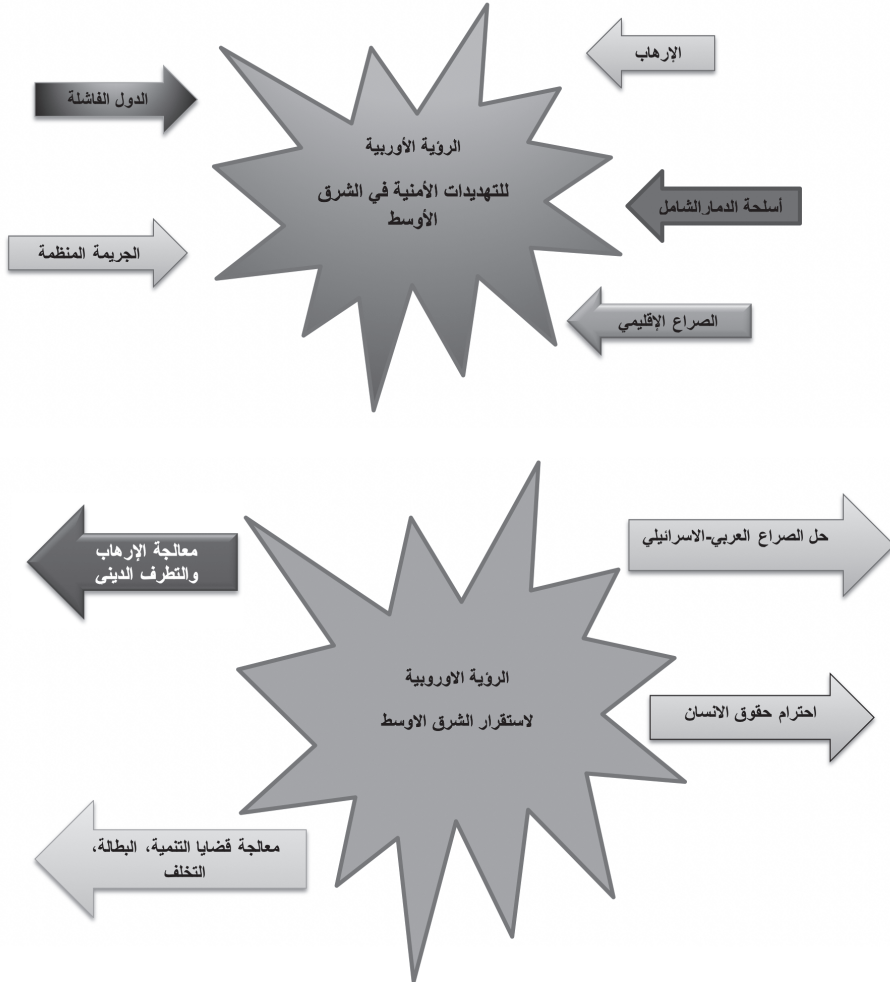 الإرهاب
الدول الفاشلة
الرؤية الأوربية
للتهديدات الأمنية في الشرق
الأوسط
أسلحة الدمارالشامل
الجريمة المنظمة
الصراع الإقليمي
حل الصراع العربي-الاسرائيلي
معالجة الإرهاب
والتطرف الدينى
الرؤية الاوروبية
لاستقرار الشرق الاوسط
احترام حقوق الانسان
معالجة قضايا التنمية، البطالة،
التخلف